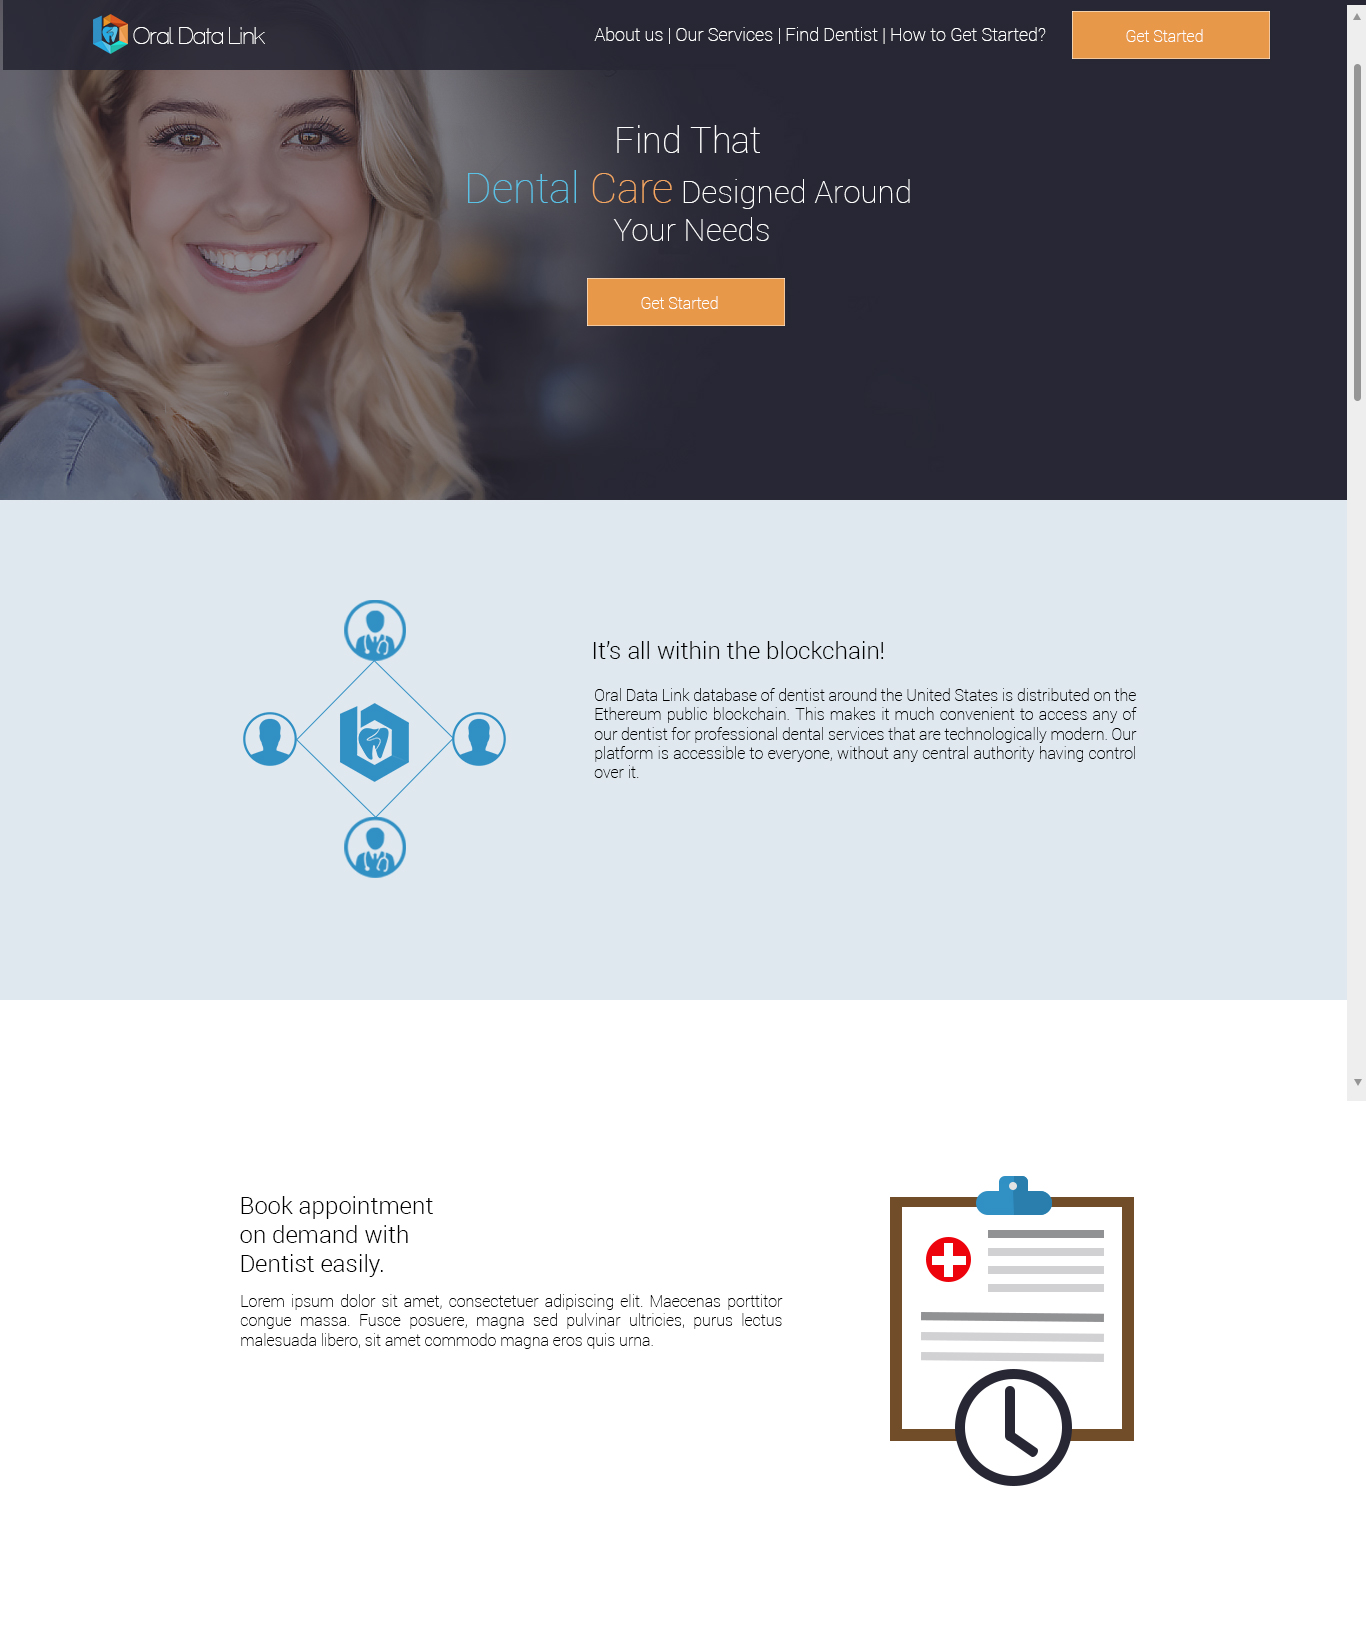 Oral Data Link
About us | Our Services | Find Dentist | How to Get Started?
Get Started
Find That
Dental Care Designed Around
Your Needs
Get Started
It's all within the blockchain!
Oral Data Link database of dentist around the United States is distributed on the
Ethereum public blockchain. This makes it much convenient to access any of
our dentist for professional dental services that are technologically modern. Our
platform is accessible to everyone, without any central authority having control
over it.
Book appointment
on demand with
Dentist easily.
Lorem ipsum dolor sit amet, consectetuer adipiscing elit. Maecenas porttitor
congue massa. Fusce posuere, magna sed pulvinar ultricies, purus lectus
malesuada libero, sit amet commodo magna eros quis urna.